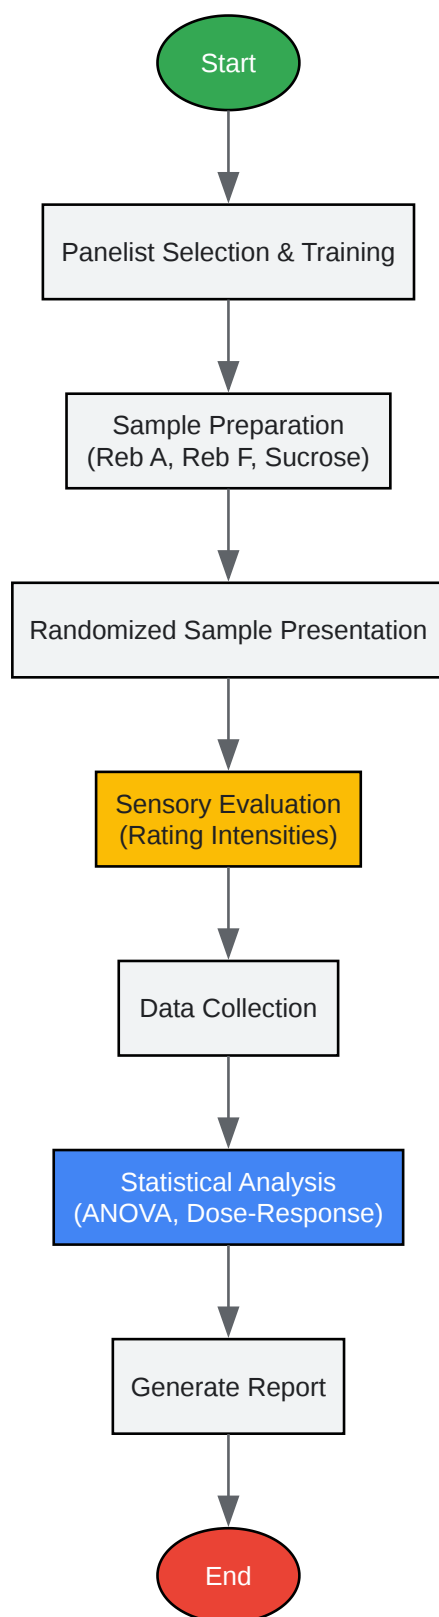 Start
Panelist Selection & Training
Sample Preparation
(Reb A, Reb F, Sucrose)
Randomized Sample Presentation
Sensory Evaluation
(Rating Intensities)
Data Collection
Statistical Analysis
(ANOVA, Dose-Response)
Generate Report
End